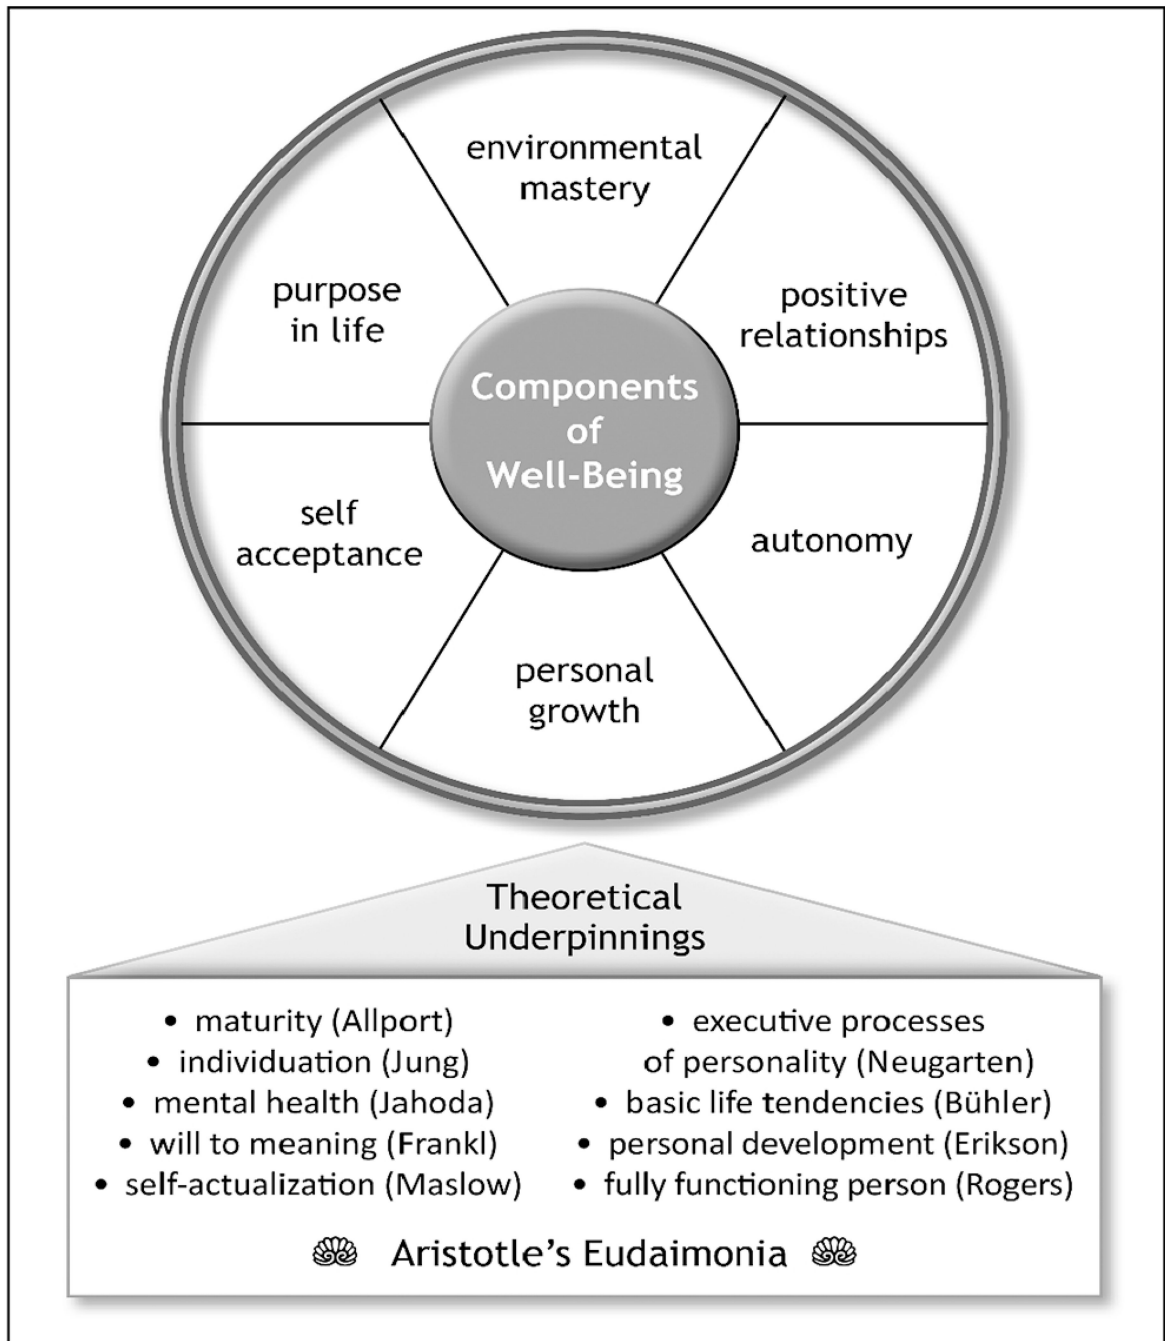 environmental
mastery
positive
relationships
autonomy
personal
growth
self
acceptance
purpose
in life
Components
of
Well-Being
Theoretical
Underpinnings
• maturity (Allport)
• individuation (Jung)
• mental health (Jahoda)
• will to meaning (Frankl)
• self-actualization (Maslow)
• executive processes
of personality (Neugarten)
• basic life tendencies (Bühler)
• personal development (Erikson)
• fully functioning person (Rogers)
Aristotle’s Eudaimonia